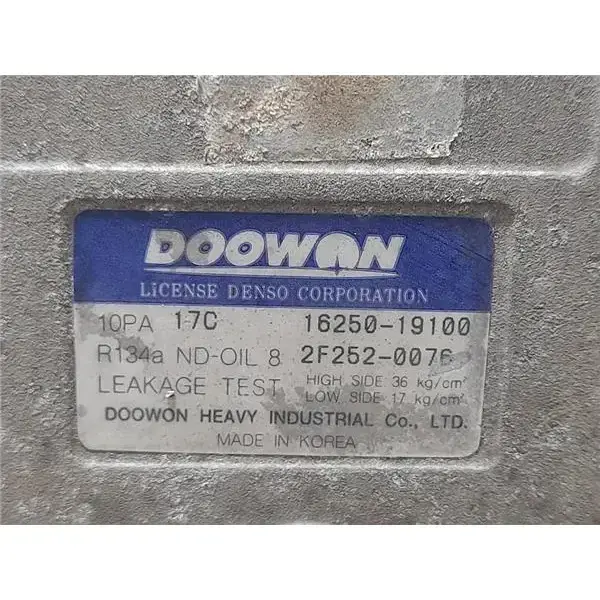 DOOWON
LICENSE DENSO CORPORATION
10PA 17C 16250-19100
R134a ND-OIL 8 2F252-0076
LEAKAGE TEST HIGH SIDE 36 kg/cm²
LOW SIDE 17 kg/cm²
DOOWON HEAVY INDUSTRIAL Co., LTD.
MADE IN KOREA